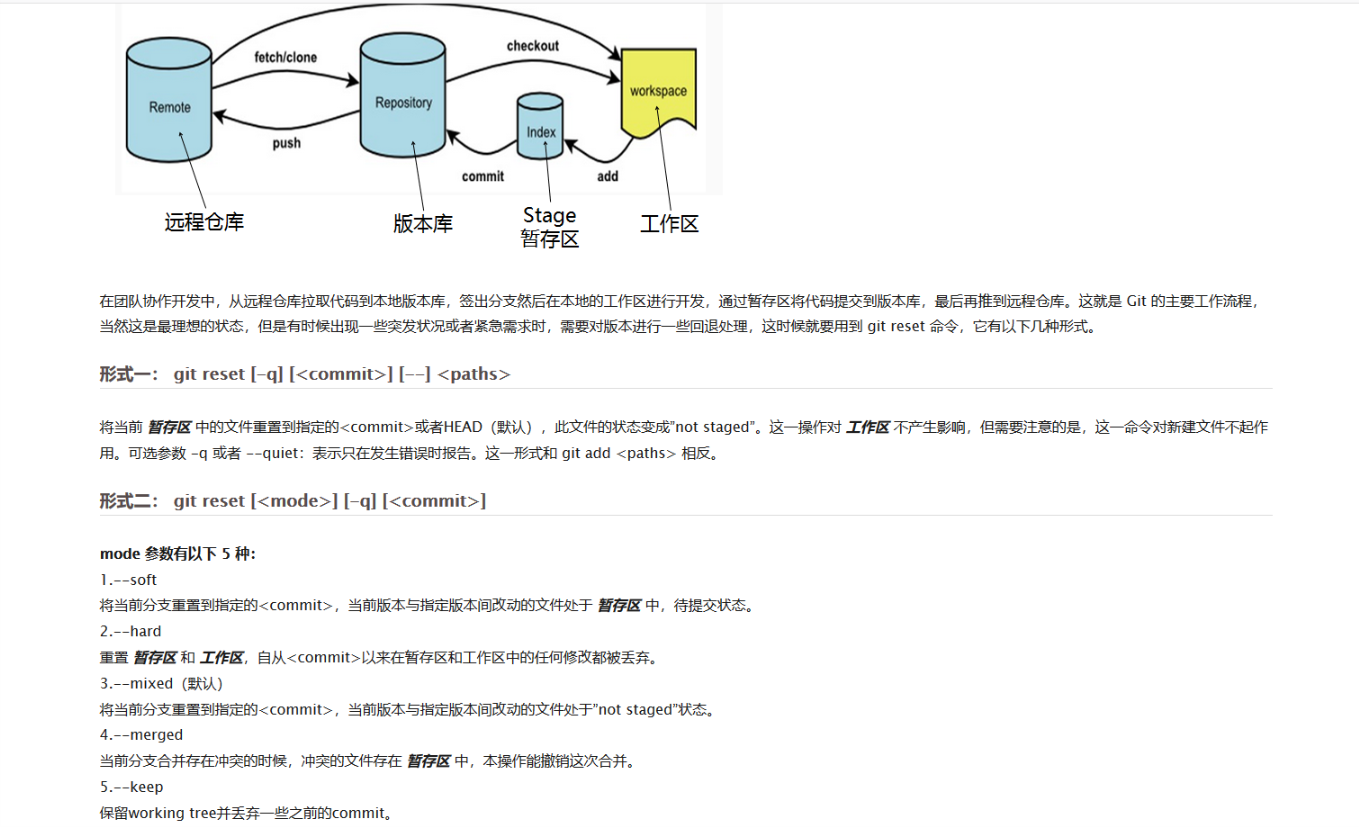 fetch/clone
checkout
Remote
Repository
Index
workspace
push
commit
add
远程仓库
版本库
Stage
暂存区
工作区
在团队协作开发中，从远程仓库拉取代码到本地版本库，签出分支然后在本地的工作区进行开发，通过暂存区将代码提交到版本库，最后再推到远程仓库。这就是 Git 的主要工作流程，
当然这是最理想的状态，但是有时候出现一些突发状况或者紧急需求时，需要对版本进行一些回退处理，这时候就要用到 git reset 命令，它有以下几种形式。
形式一： git reset [-q] [<commit>] [--] <paths>
将当前 暂存区 中的文件重置到指定的<commit>或者HEAD（默认），此文件的状态变成”not staged”。这一操作对 工作区 不产生影响，但需要注意的是，这一命令对新建文件不起作
用。可选参数 -q 或者 --quiet：表示只在发生错误时报告。这一形式和 git add <paths> 相反。
形式二： git reset [<mode>] [-q] [<commit>]
mode 参数有以下 5 种：
1.--soft
将当前分支重置到指定的<commit>，当前版本与指定版本间改动的文件处于 暂存区 中，待提交状态。
2.--hard
重置 暂存区 和 工作区，自从<commit>以来在暂存区和工作区中的任何修改都被丢弃。
3.--mixed（默认）
将当前分支重置到指定的<commit>，当前版本与指定版本间改动的文件处于”not staged”状态。
4.--merged
当前分支合并存在冲突的时候，冲突的文件存在 暂存区 中，本操作能撤销这次合并。
5.--keep
保留working tree并丢弃一些之前的commit。